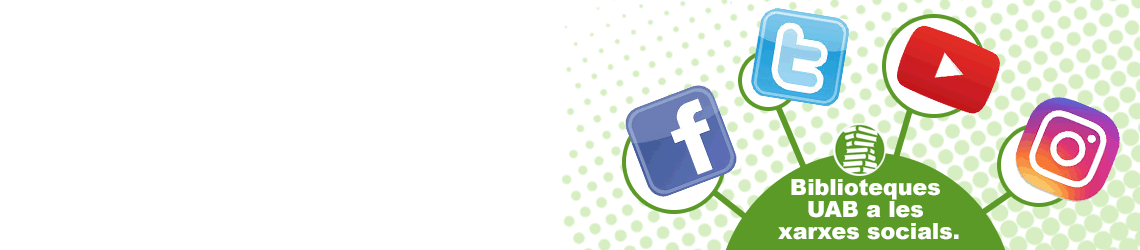 Biblioteques
UAB a les
xarxes socials.